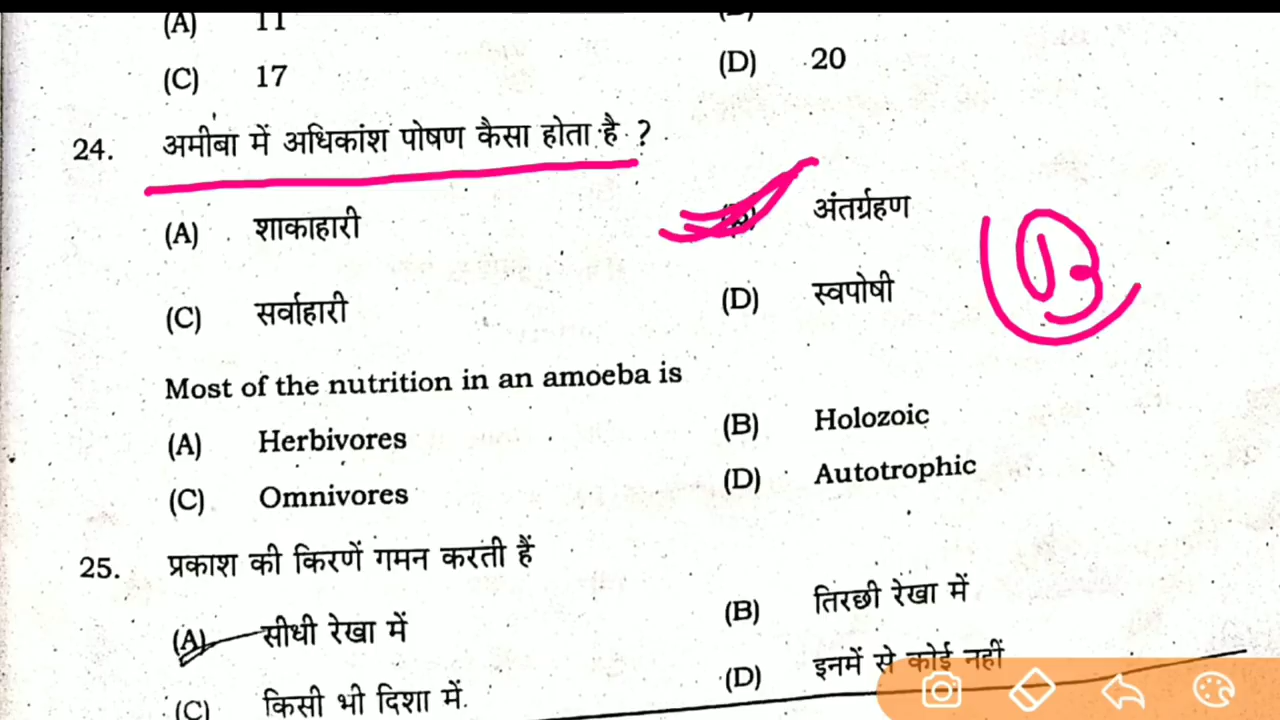 (A) 11
(C) 17
(D) 20
24. अमीबा में अधिकांश पोषण कैसा होता है ?
(A) शाकाहारी
(B) अंतर्ग्रहण
(C) सर्वाहारी
(D) स्वपोषी
B
Most of the nutrition in an amoeba is
(A) Herbivores
(B) Holozoic
(C) Omnivores
(D) Autotrophic
25. प्रकाश की किरणें गमन करती हैं
(A) सीधी रेखा में
(B) तिरछी रेखा में
(C) किसी भी दिशा में
(D) इनमें से कोई नहीं